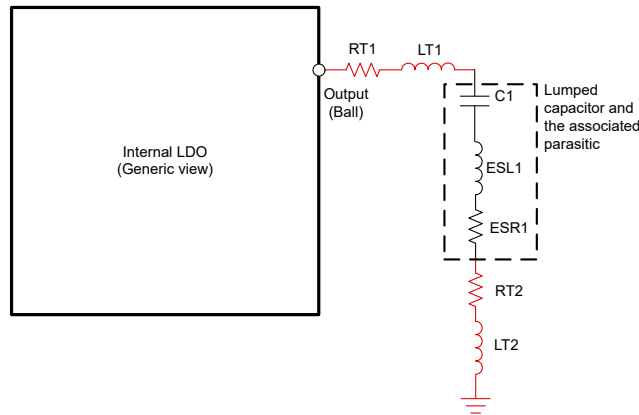 RT1
LT1
Output
(Ball)
C1
Lumped
capacitor and
the associated
parasitic
Internal LDO
(Generic view)
ESL1
ESR1
RT2
LT2